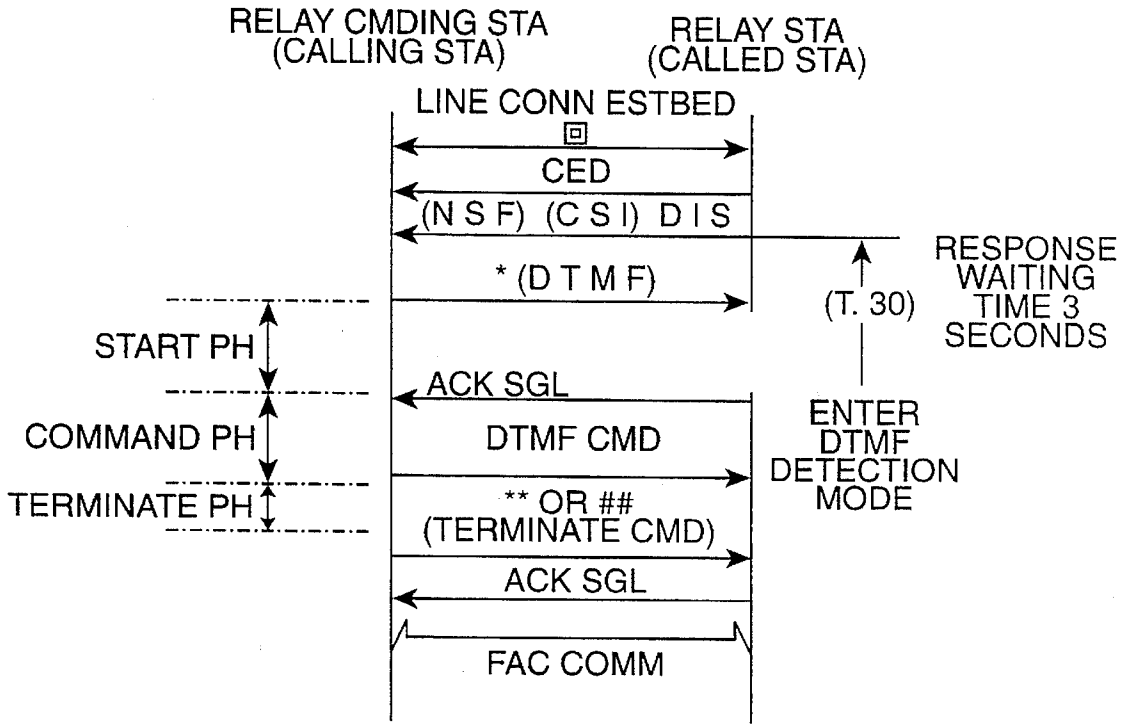 RELAY CMDING STA
(CALLING STA)
RELAY STA
(CALLED STA)
LINE CONN ESTBED
CED
(N S F) (C S I) D I S
RESPONSE
WAITING
TIME 3
SECONDS
* (D T M F)
(T. 30)
START PH
ACK SGL
ENTER
DTMF
DETECTION
MODE
COMMAND PH
DTMF CMD
TERMINATE PH
** OR ##
(TERMINATE CMD)
ACK SGL
FAC COMM